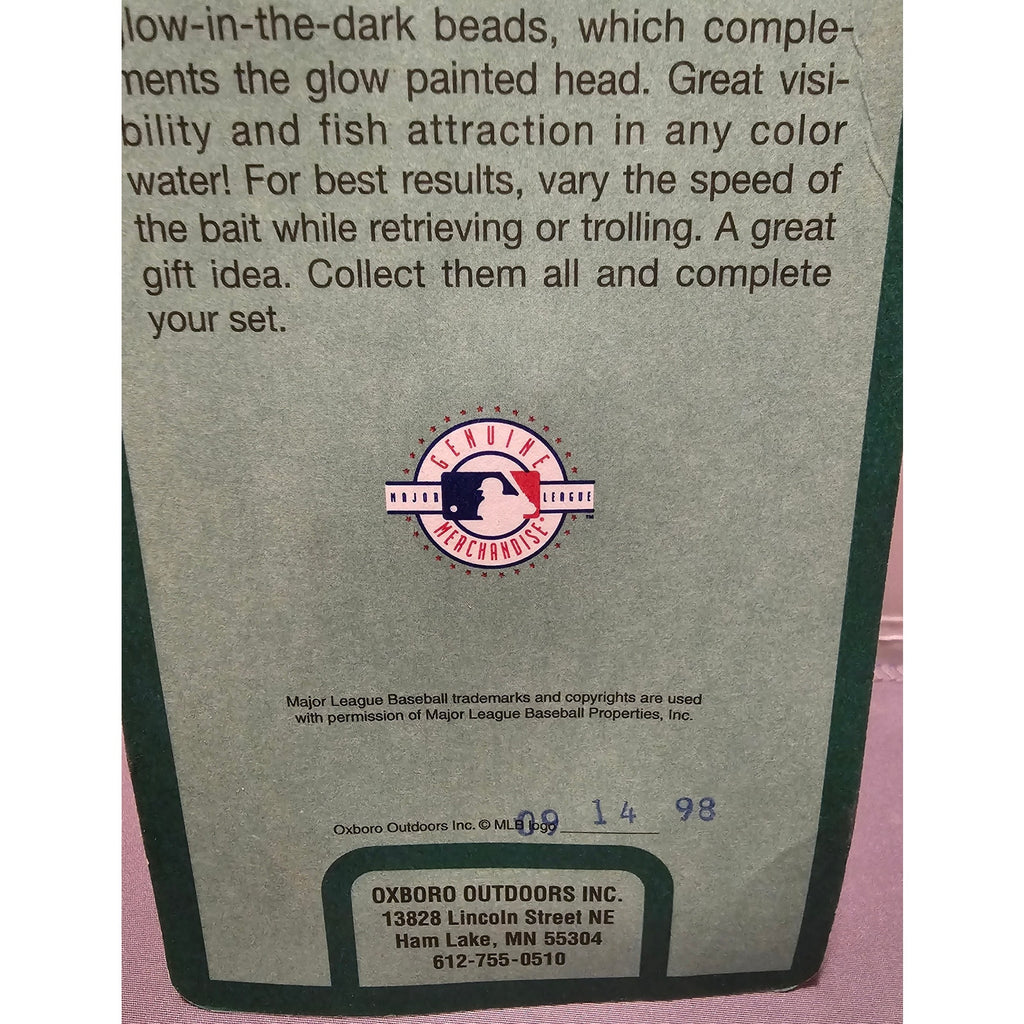 low-in-the-dark beads, which comple-
ments the glow painted head. Great visi-
bility and fish attraction in any color
water! For best results, vary the speed of
the bait while retrieving or trolling. A great
gift idea. Collect them all and complete
your set.
GENUINE
MAJOR LEAGUE
MERCHANDISE
TM
Major League Baseball trademarks and copyrights are used
with permission of Major League Baseball Properties, Inc.
09 14 98
Oxboro Outdoors Inc. © MLB logo
OXBORO OUTDOORS INC.
13828 Lincoln Street NE
Ham Lake, MN 55304
612-755-0510